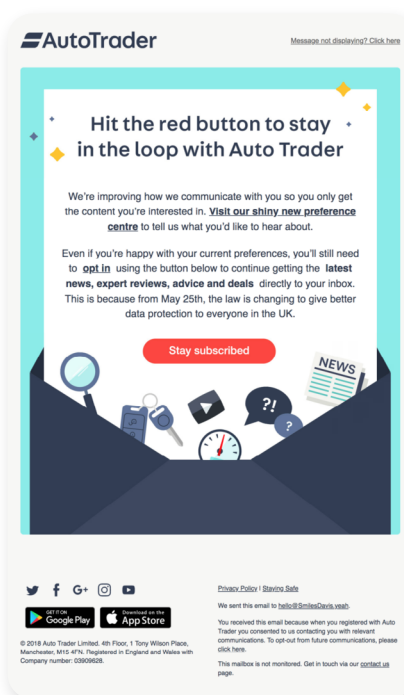 AutoTrader
Message not displaying? Click here
Hit the red button to stay
in the loop with Auto Trader
We're improving how we communicate with you so you only get
the content you're interested in. Visit our shiny new preference
centre to tell us what you'd like to hear about.
Even if you're happy with your current preferences, you'll still need
to opt in using the button below to continue getting the latest
news, expert reviews, advice and deals directly to your inbox.
This is because from May 25th, the law is changing to give better
data protection to everyone in the UK.
Stay subscribed
NEWS
?!
?
G+
GET IT ON
Google Play
Download on the
App Store
© 2018 Auto Trader Limited. 4th Floor, 1 Tony Wilson Place,
Manchester, M15 4FN. Registered in England and Wales with
Company number: 03909628.
Privacy Policy | Staying Safe
We sent this email to hello@SmilesDavis.yeah.
You received this email because when you registered with Auto
Trader you consented to us contacting you with relevant
communications. To opt-out from future communications, please
click here.
This mailbox is not monitored. Get in touch via our contact us
page.